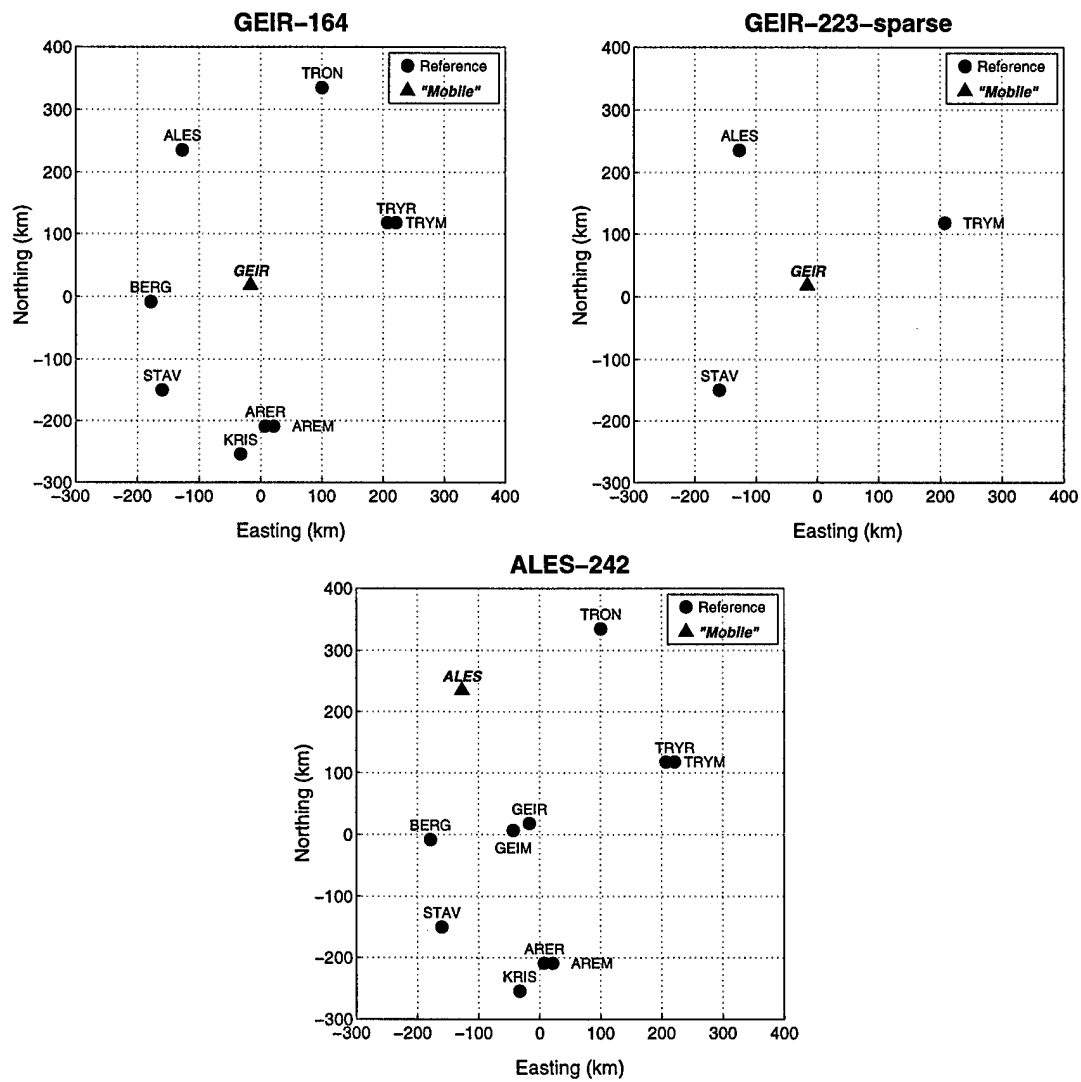 GEIR−164
400
300
200
100
0
−100
−200
−300
−300 −200 −100 0 100 200 300 400
Northing (km)
Easting (km)
Reference
"Mobile"
TRON
ALES
TRYR
TRYM
GEIR
BERG
STAV
ARER
AREM
KRIS
GEIR−223−sparse
400
300
200
100
0
−100
−200
−300
−300 −200 −100 0 100 200 300 400
Northing (km)
Easting (km)
Reference
"Mobile"
ALES
TRYM
GEIR
STAV
ALES−242
400
300
200
100
0
−100
−200
−300
−300 −200 −100 0 100 200 300 400
Northing (km)
Easting (km)
Reference
"Mobile"
TRON
ALES
TRYR
TRYM
GEIR
BERG
GEIM
STAV
ARER
AREM
KRIS